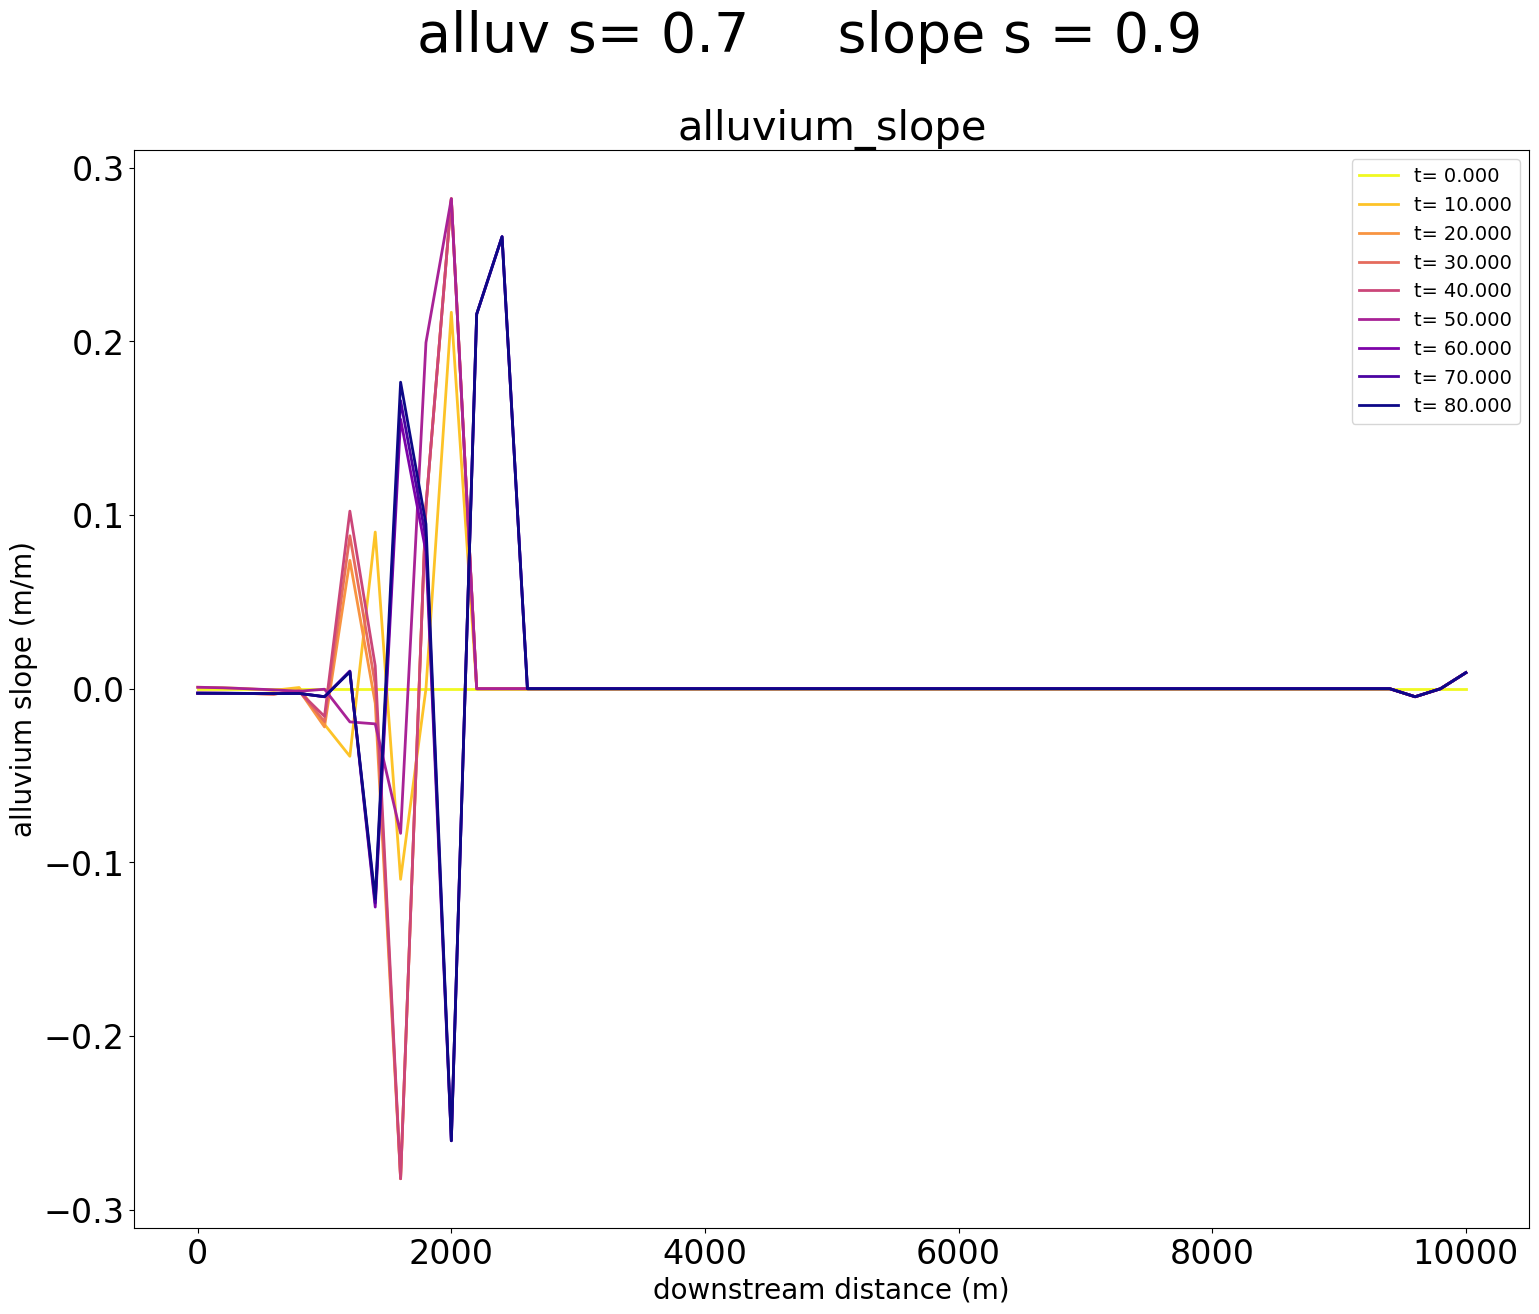 alluv s= 0.7     slope s = 0.9
alluvium_slope
0.3
0.2
0.1
0.0
−0.1
−0.2
−0.3
alluvium slope (m/m)
t= 0.000
t= 10.000
t= 20.000
t= 30.000
t= 40.000
t= 50.000
t= 60.000
t= 70.000
t= 80.000
0 2000 4000 6000 8000 10000
downstream distance (m)